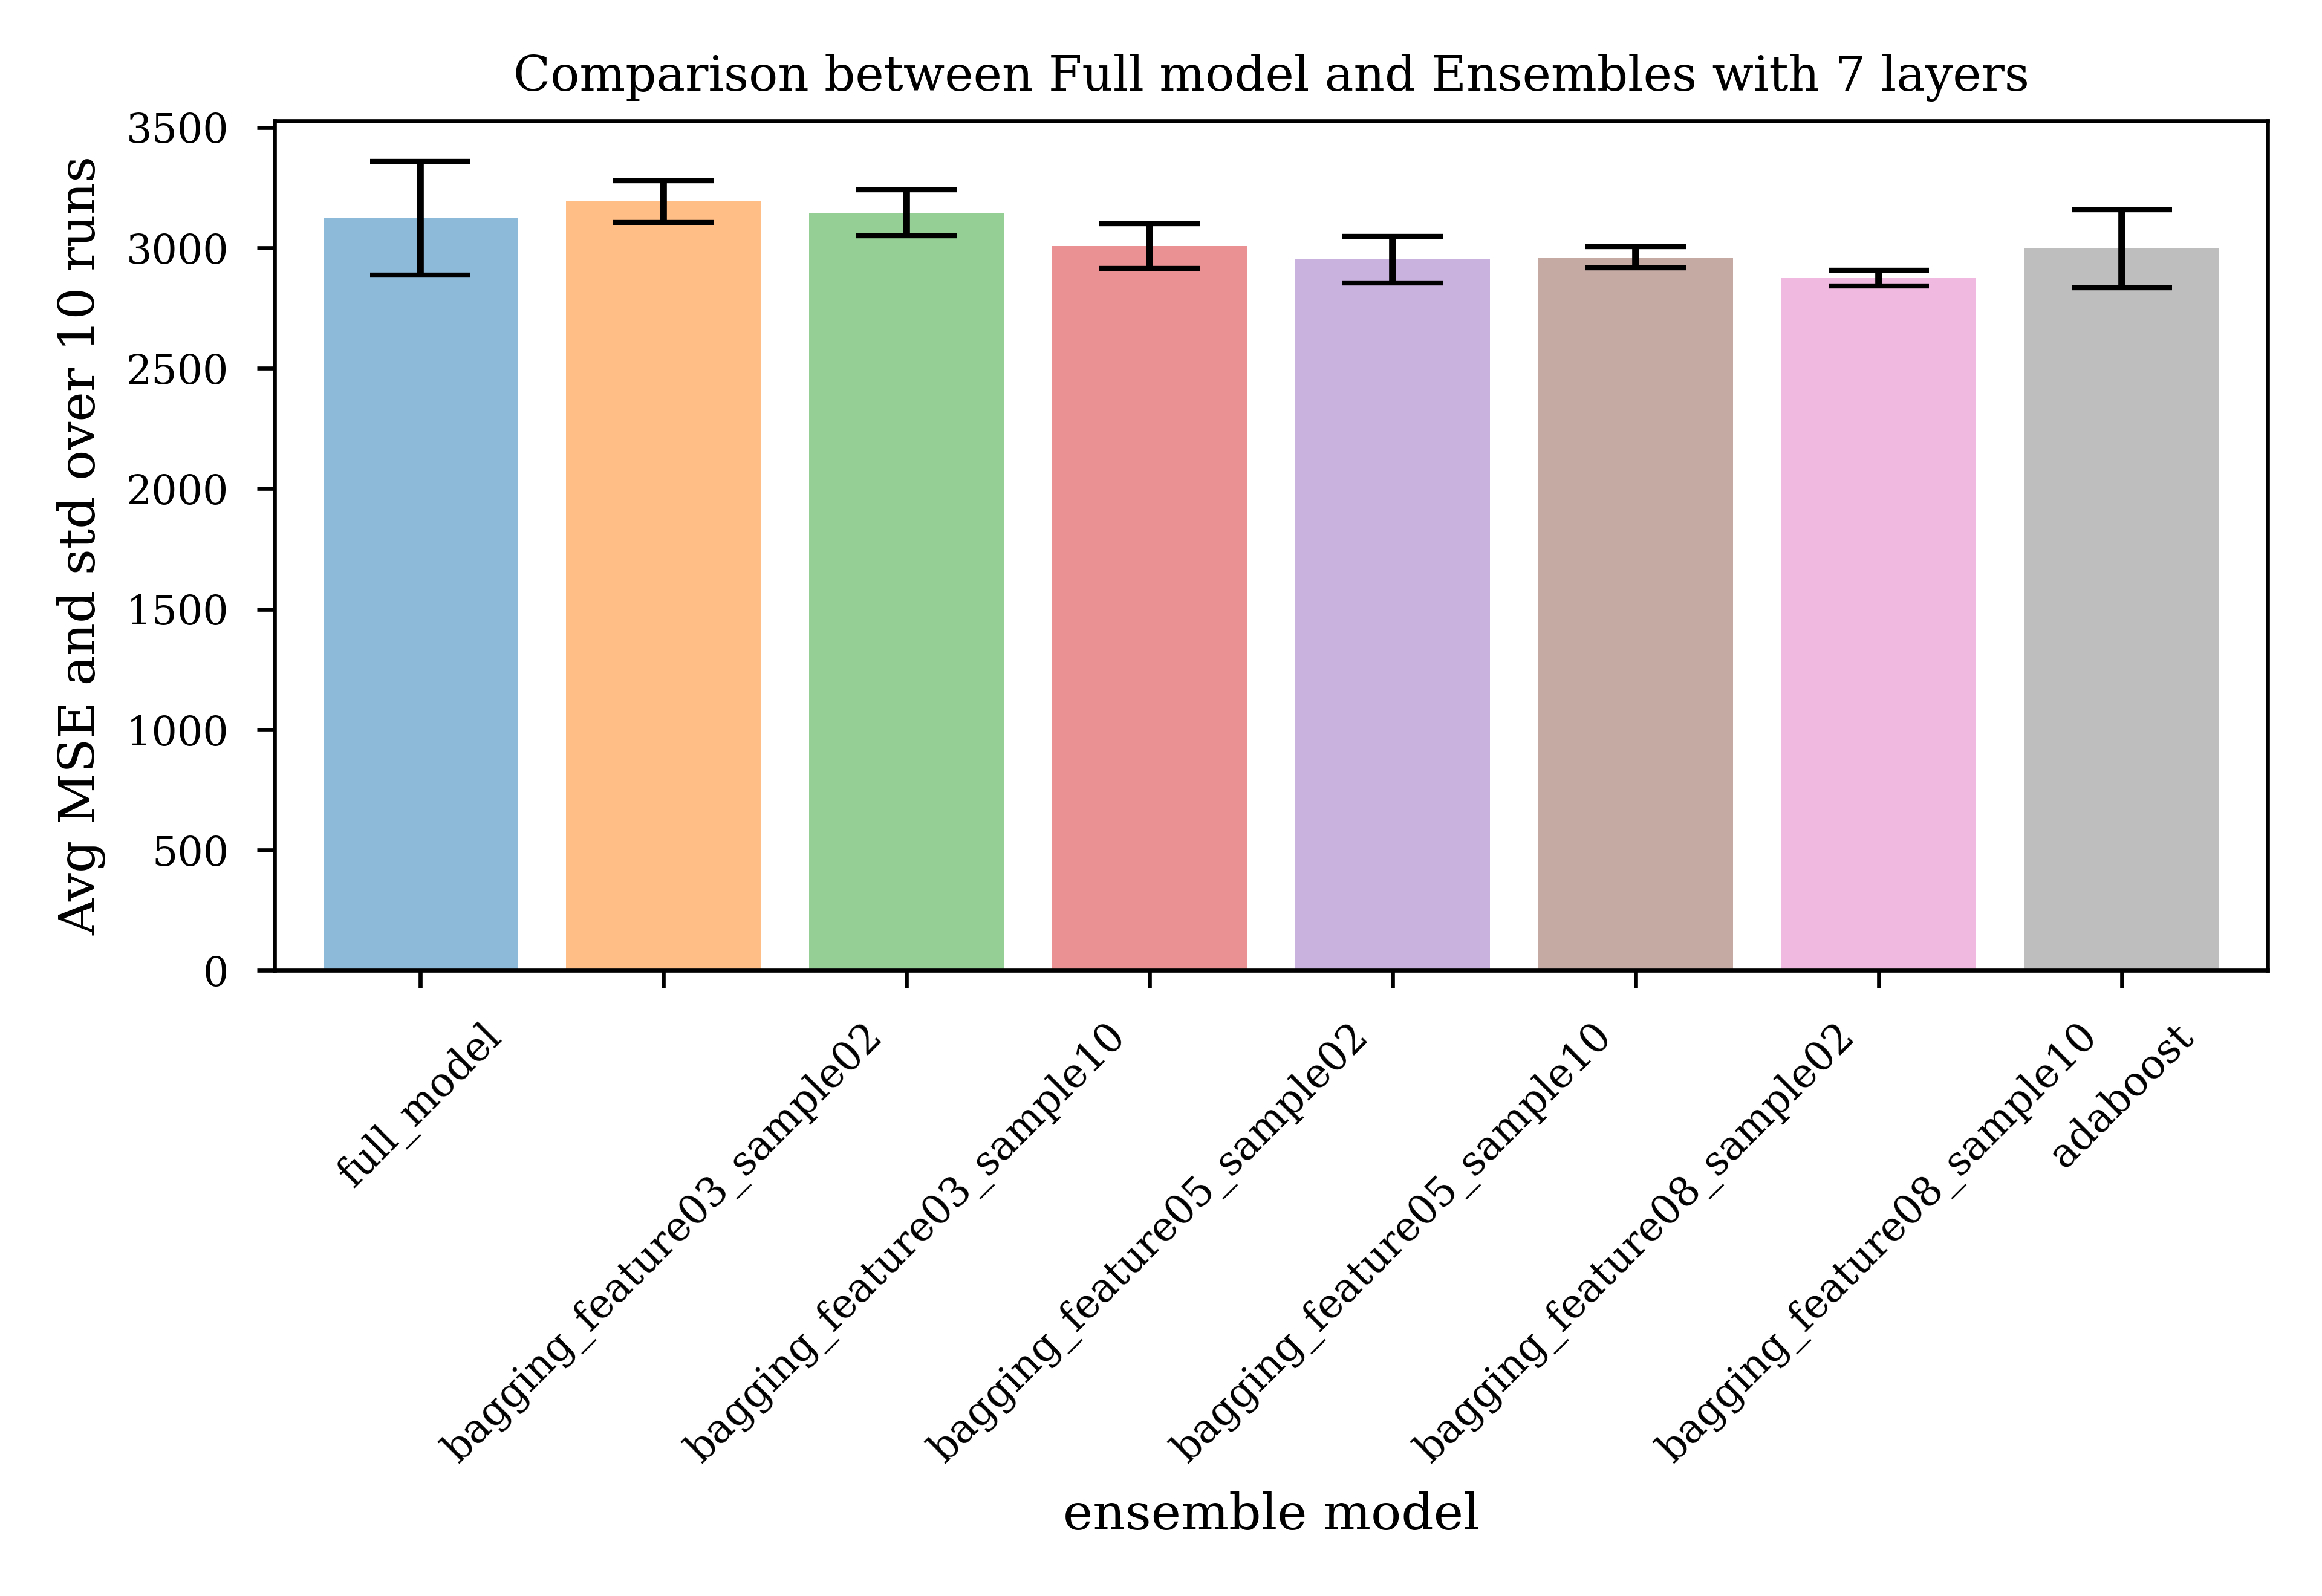 Comparison between Full model and Ensembles with 7 layers
Avg MSE and std over 10 runs
3500
3000
2500
2000
1500
1000
500
0
full_model
bagging_feature03_sample02
bagging_feature03_sample10
bagging_feature05_sample02
bagging_feature05_sample10
bagging_feature08_sample02
bagging_feature08_sample10
adaboost
ensemble model